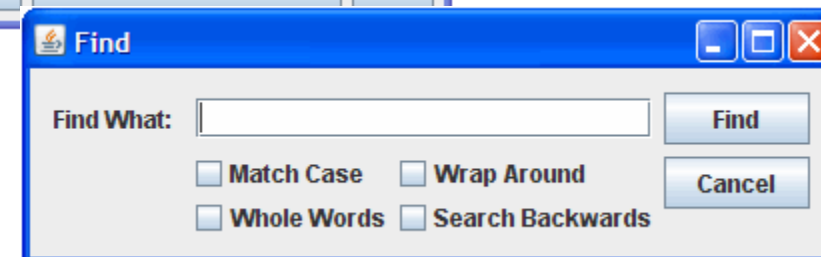 Find
Find What: Find
Match Case Wrap Around Cancel
Whole Words Search Backwards